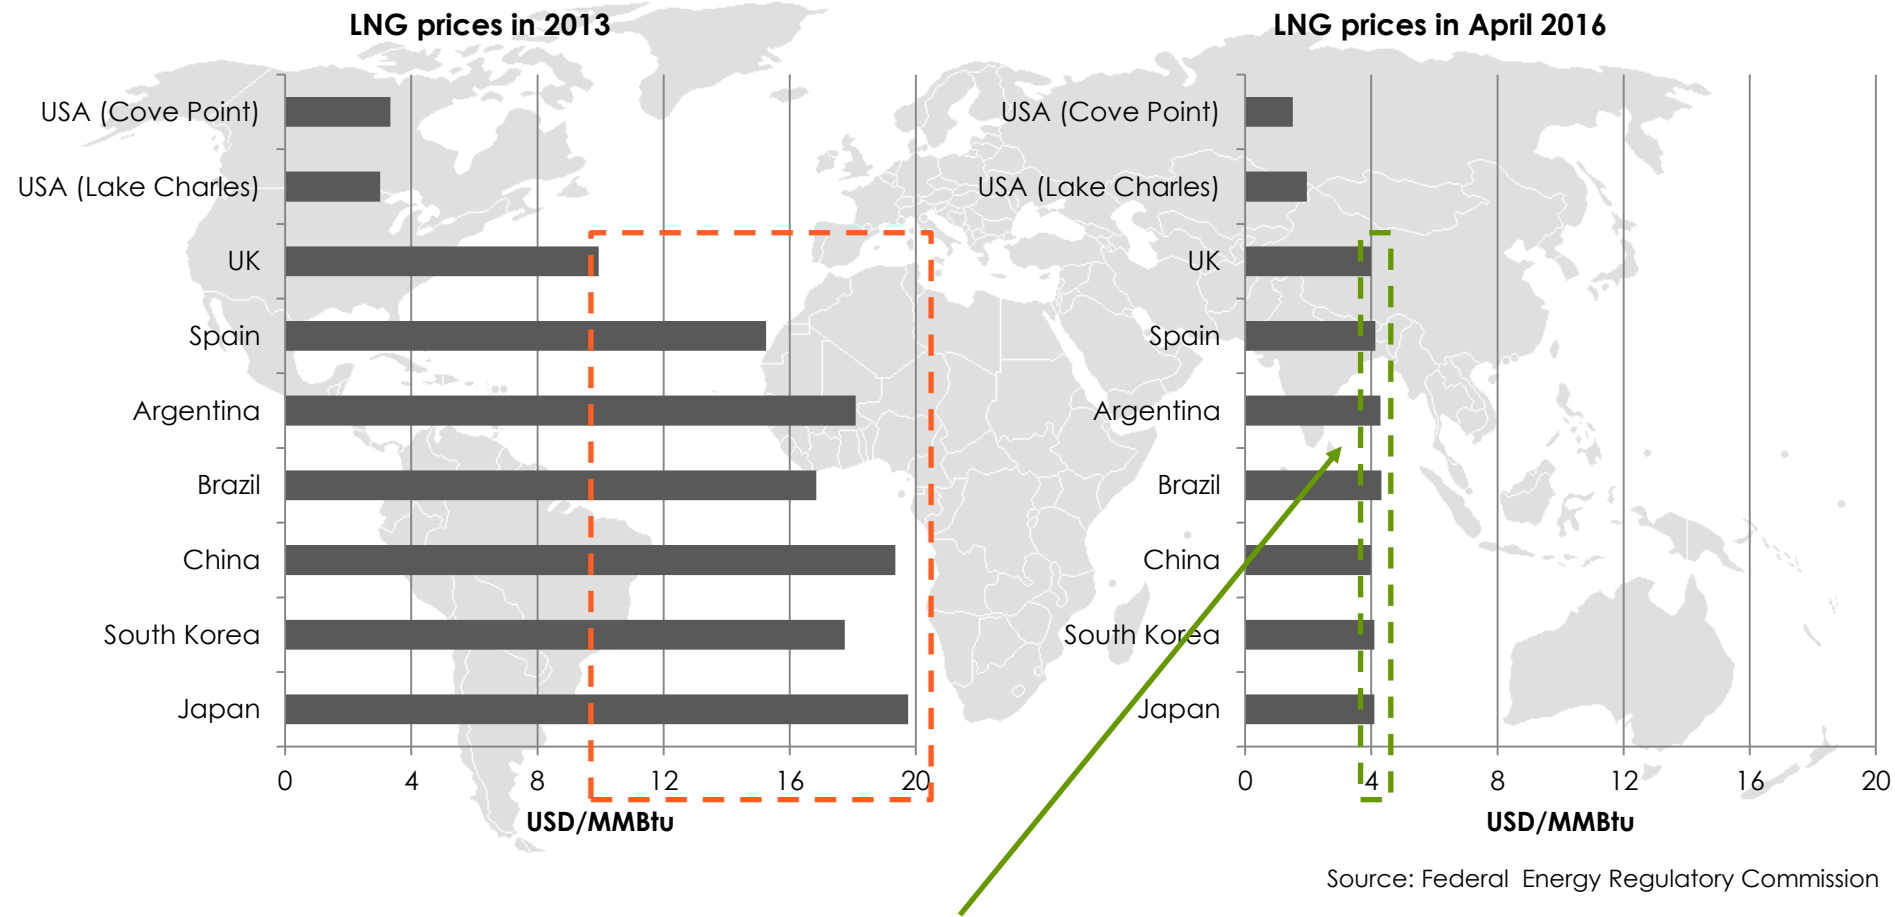 LNG prices in 2013
USA (Cove Point)
USA (Lake Charles)
UK
Spain
Argentina
Brazil
China
South Korea
Japan
0 4 8 12 16 20
USD/MMBtu
LNG prices in April 2016
USA (Cove Point)
USA (Lake Charles)
UK
Spain
Argentina
Brazil
China
South Korea
Japan
0 4 8 12 16 20
USD/MMBtu
Source: Federal Energy Regulatory Commission